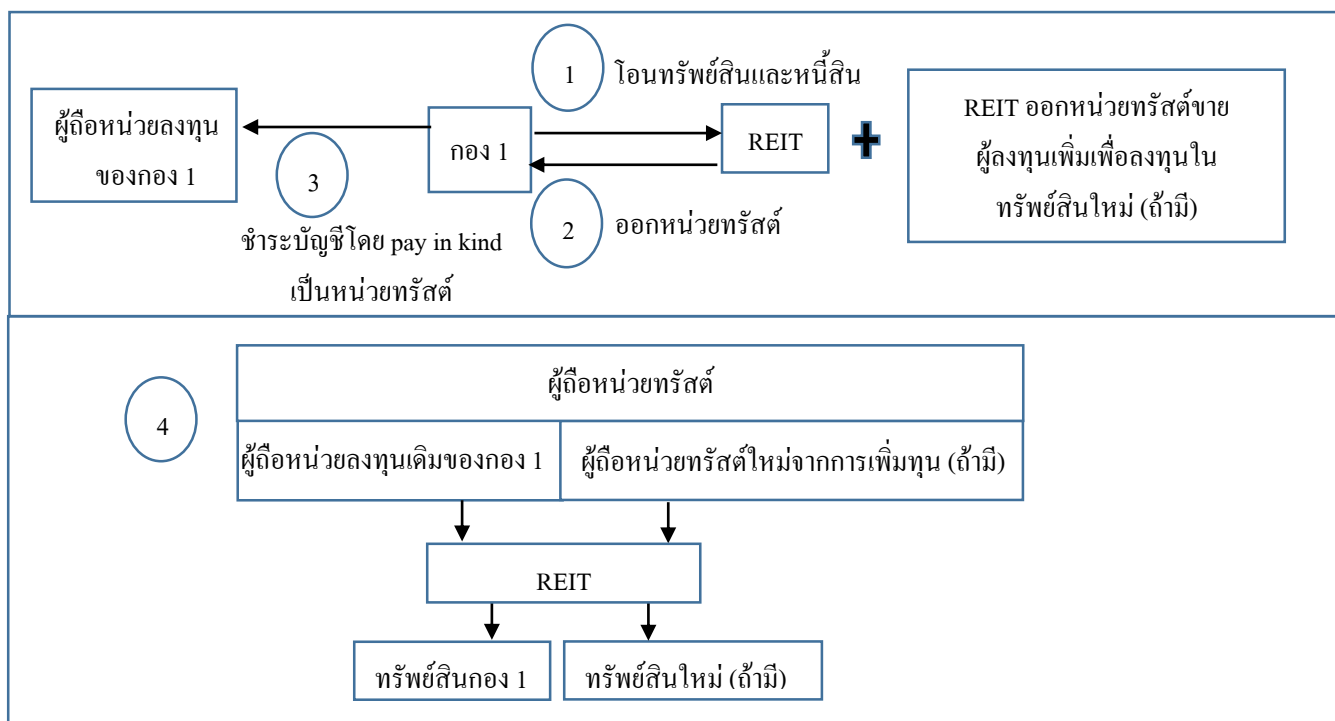 1
โอนทรัพย์สินและหนี้สิน
ผู้ถือหน่วยลงทุน
ของกอง 1
กอง 1
REIT
REIT ออกหน่วยทรัสต์ขาย
ผู้ลงทุนเพิ่มเพื่อลงทุนใน
ทรัพย์สินใหม่ (ถ้ามี)
3
2
ออกหน่วยทรัสต์
ชำระบัญชีโดย pay in kind
เป็นหน่วยทรัสต์
4
ผู้ถือหน่วยทรัสต์
ผู้ถือหน่วยลงทุนเดิมของกอง 1
ผู้ถือหน่วยทรัสต์ใหม่จากการเพิ่มทุน (ถ้ามี)
REIT
ทรัพย์สินกอง 1
ทรัพย์สินใหม่ (ถ้ามี)